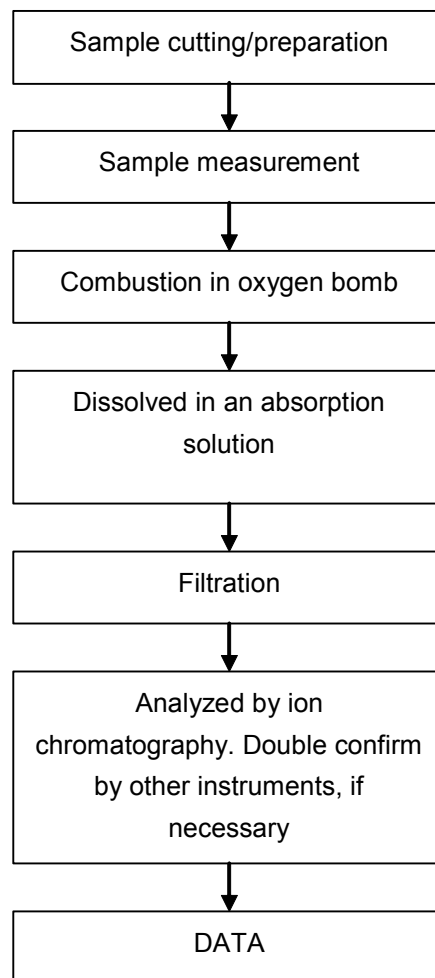 Sample cutting/preparation
Sample measurement
Combustion in oxygen bomb
Dissolved in an absorption
solution
Filtration
Analyzed by ion
chromatography. Double confirm
by other instruments, if
necessary
DATA